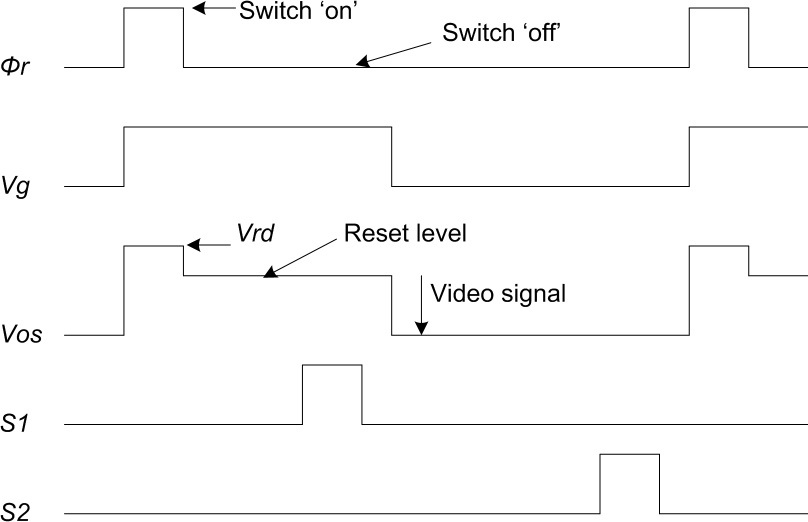 Switch ‘on’
Switch ‘off’
Φr
Vg
Vrd
Reset level
Video signal
Vos
S1
S2